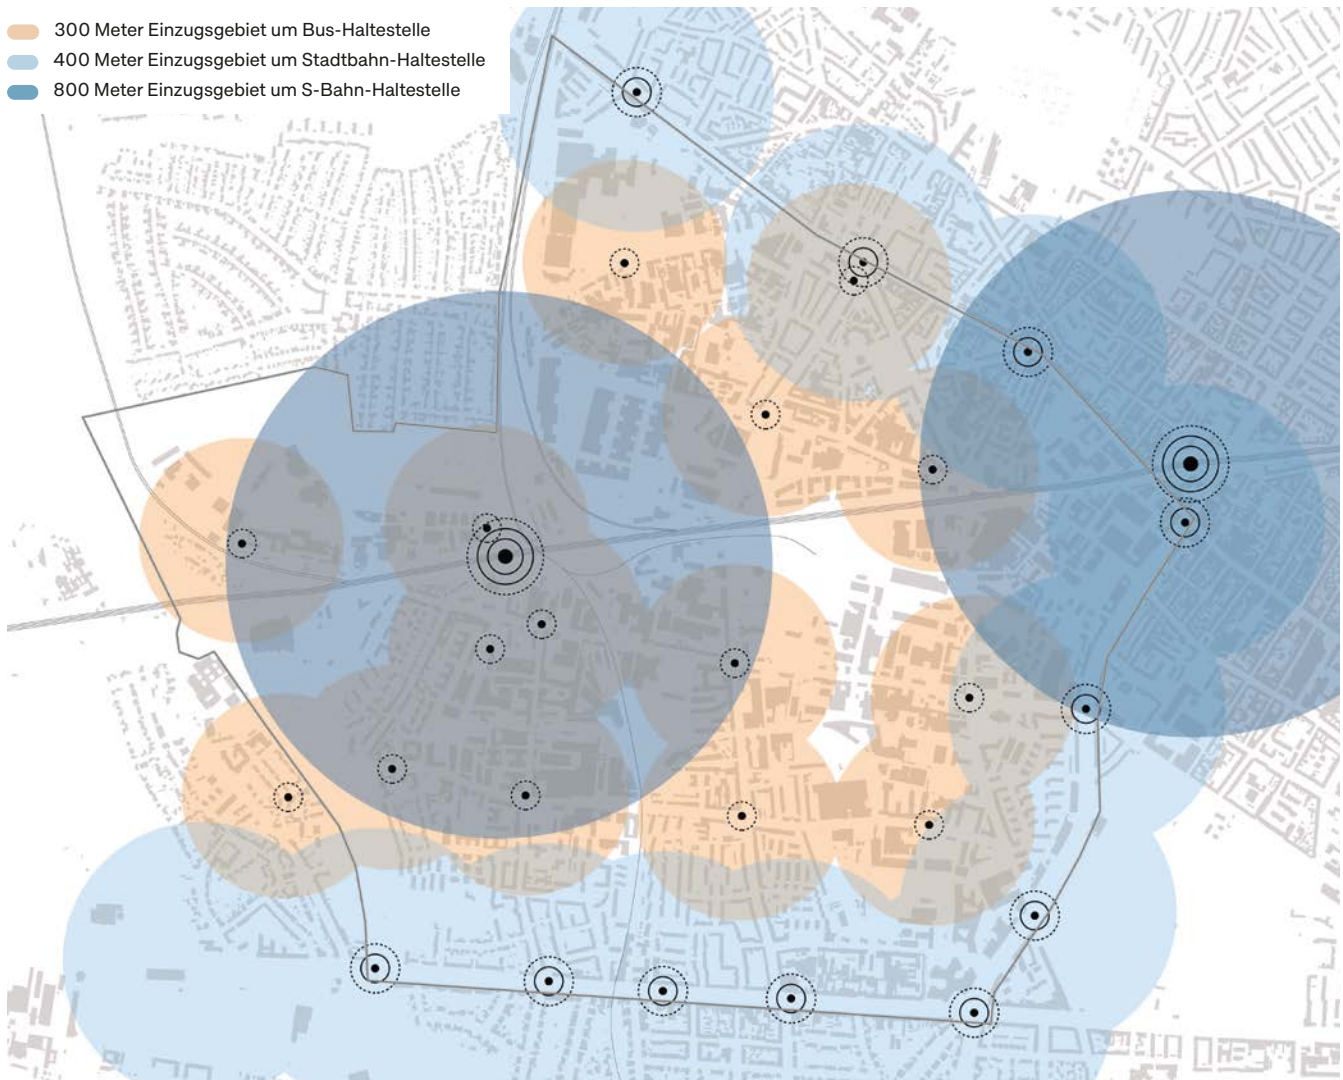 300 Meter Einzugsgebiet um Bus-Haltestelle
400 Meter Einzugsgebiet um Stadtbahn-Haltestelle
800 Meter Einzugsgebiet um S-Bahn-Haltestelle